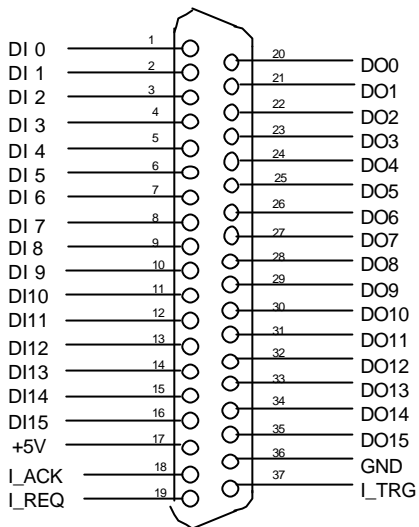 DI 0 1
20 DO0
DI 1 2
21 DO1
DI 2 3
22 DO2
DI 3 4
23 DO3
DI 4 5
24 DO4
DI 5 6
25 DO5
DI 6 7
26 DO6
DI 7 8
27 DO7
DI 8 9
28 DO8
DI 9 10
29 DO9
DI10 11
30 DO10
DI11 12
31 DO11
DI12 13
32 DO12
DI13 14
33 DO13
DI14 15
34 DO14
DI15 16
35 DO15
+5V 17
36 GND
I_ACK 18
37 I_TRG
I_REQ 19